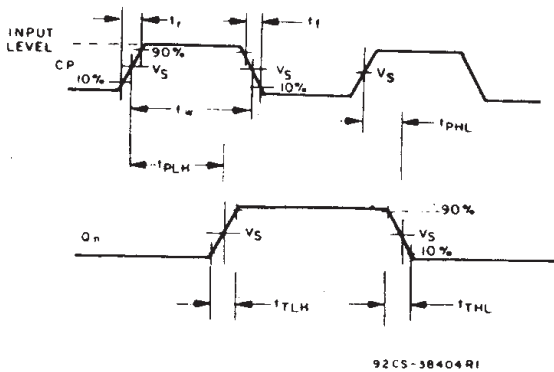 tr
tf
INPUT
LEVEL
90%
CP
VS
VS
VS
10%
10%
tw
tPHL
tPLH
90%
Qn
VS
VS
10%
tTLH
tTHL
92CS-38404R1